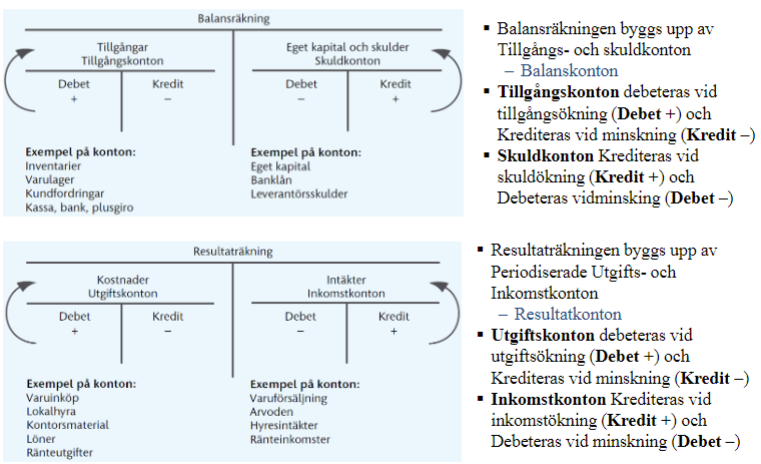 Balansräkning
Tillgångar
Tillgångskonton
Debet
Kredit
+
–
Exempel på konton:
Inventarier
Varulager
Kundfordringar
Kassa, bank, plusgiro
Eget kapital och skulder
Skuldkonton
Debet
Kredit
–
+
Exempel på konton:
Eget kapital
Banklån
Leverantörsskulder
▪ Balansräkningen byggs upp av
Tillgångs- och skuldkonton
– Balanskonton
▪ Tillgångskonton debeteras vid
tillgångsökning (Debet +) och
Krediteras vid minskning (Kredit –)
▪ Skuldkonton Krediteras vid
skuldökning (Kredit +) och
Debeteras vidminsking (Debet –)
Resultaträkning
Kostnader
Utgiftskonton
Debet
Kredit
+
–
Exempel på konton:
Varuinköp
Lokalhyra
Kontorsmaterial
Löner
Ränteutgifter
Intäkter
Inkomstkonton
Debet
Kredit
–
+
Exempel på konton:
Varuförsäljning
Arvoden
Hyresintäkter
Ränteinkomster
▪ Resultaträkningen byggs upp av
Periodiserade Utgifts- och
Inkomstkonton
– Resultatkonton
▪ Utgiftskonton debeteras vid
utgiftsökning (Debet +) och
Krediteras vid minskning (Kredit –)
▪ Inkomstkonton Krediteras vid
inkomstökning (Kredit +) och
Debeteras vid minskning (Debet –)